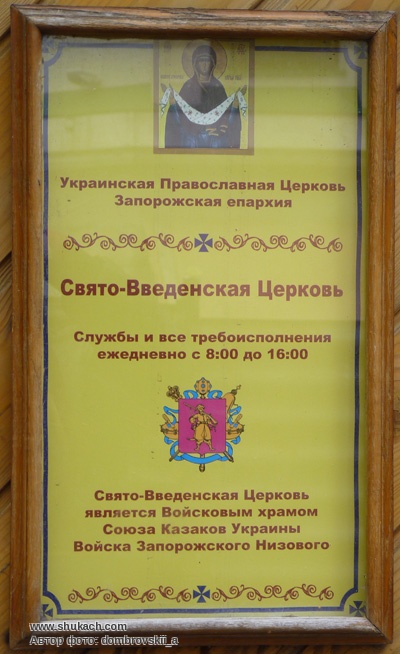 Украинская Православная Церковь
Запорожская епархия
Свято-Введенская Церковь
Службы и все требоисполнения
ежедневно с 8:00 до 16:00
Свято-Введенская Церковь
является Войсковым храмом
Союза Казаков Украины
Войска Запорожского Низового
www.shukach.com
Автор фото: dombrovskii_a